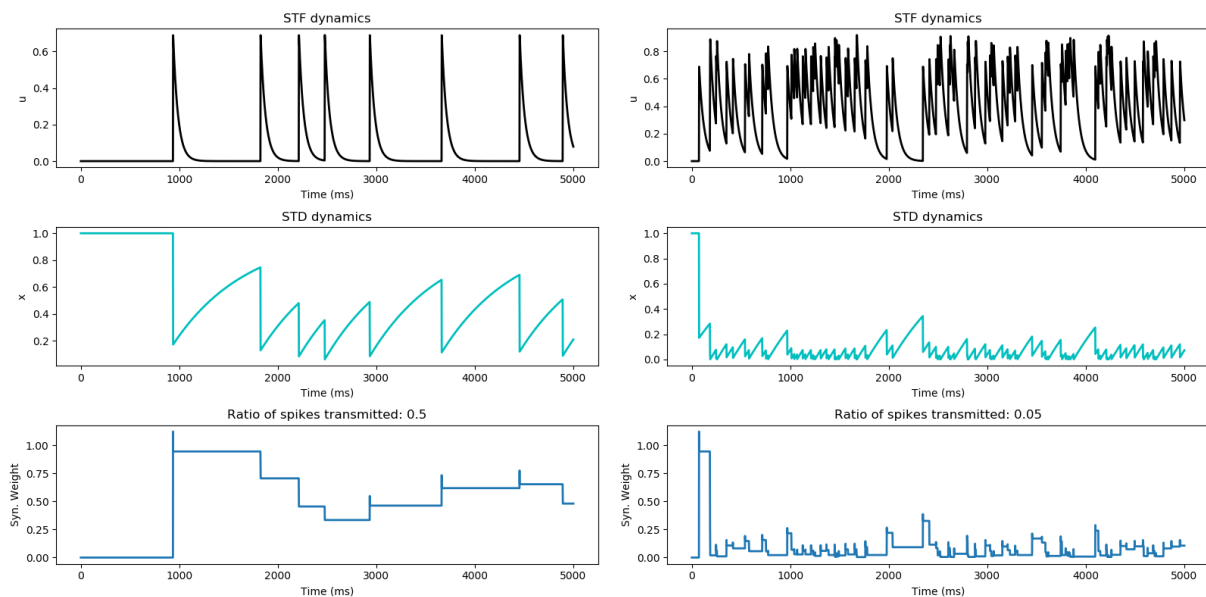 STF dynamics
u
0.6
0.4
0.2
0.0
0 1000 2000 3000 4000 5000
Time (ms)
STD dynamics
x
1.0
0.8
0.6
0.4
0.2
0 1000 2000 3000 4000 5000
Time (ms)
Ratio of spikes transmitted: 0.5
Syn. Weight
1.00
0.75
0.50
0.25
0.00
0 1000 2000 3000 4000 5000
Time (ms)
STF dynamics
u
0.8
0.6
0.4
0.2
0.0
0 1000 2000 3000 4000 5000
Time (ms)
STD dynamics
x
1.0
0.8
0.6
0.4
0.2
0.0
0 1000 2000 3000 4000 5000
Time (ms)
Ratio of spikes transmitted: 0.05
Syn. Weight
1.00
0.75
0.50
0.25
0.00
0 1000 2000 3000 4000 5000
Time (ms)